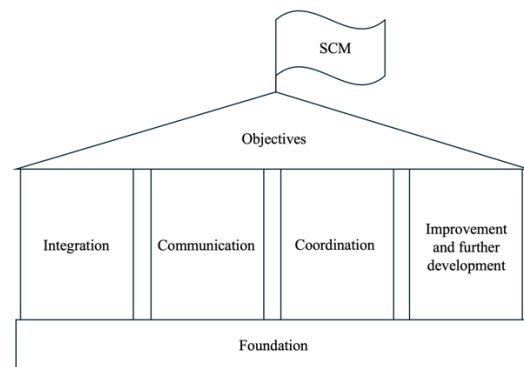 SCM
Objectives
Integration
Communication
Coordination
Improvement
and further
development
Foundation